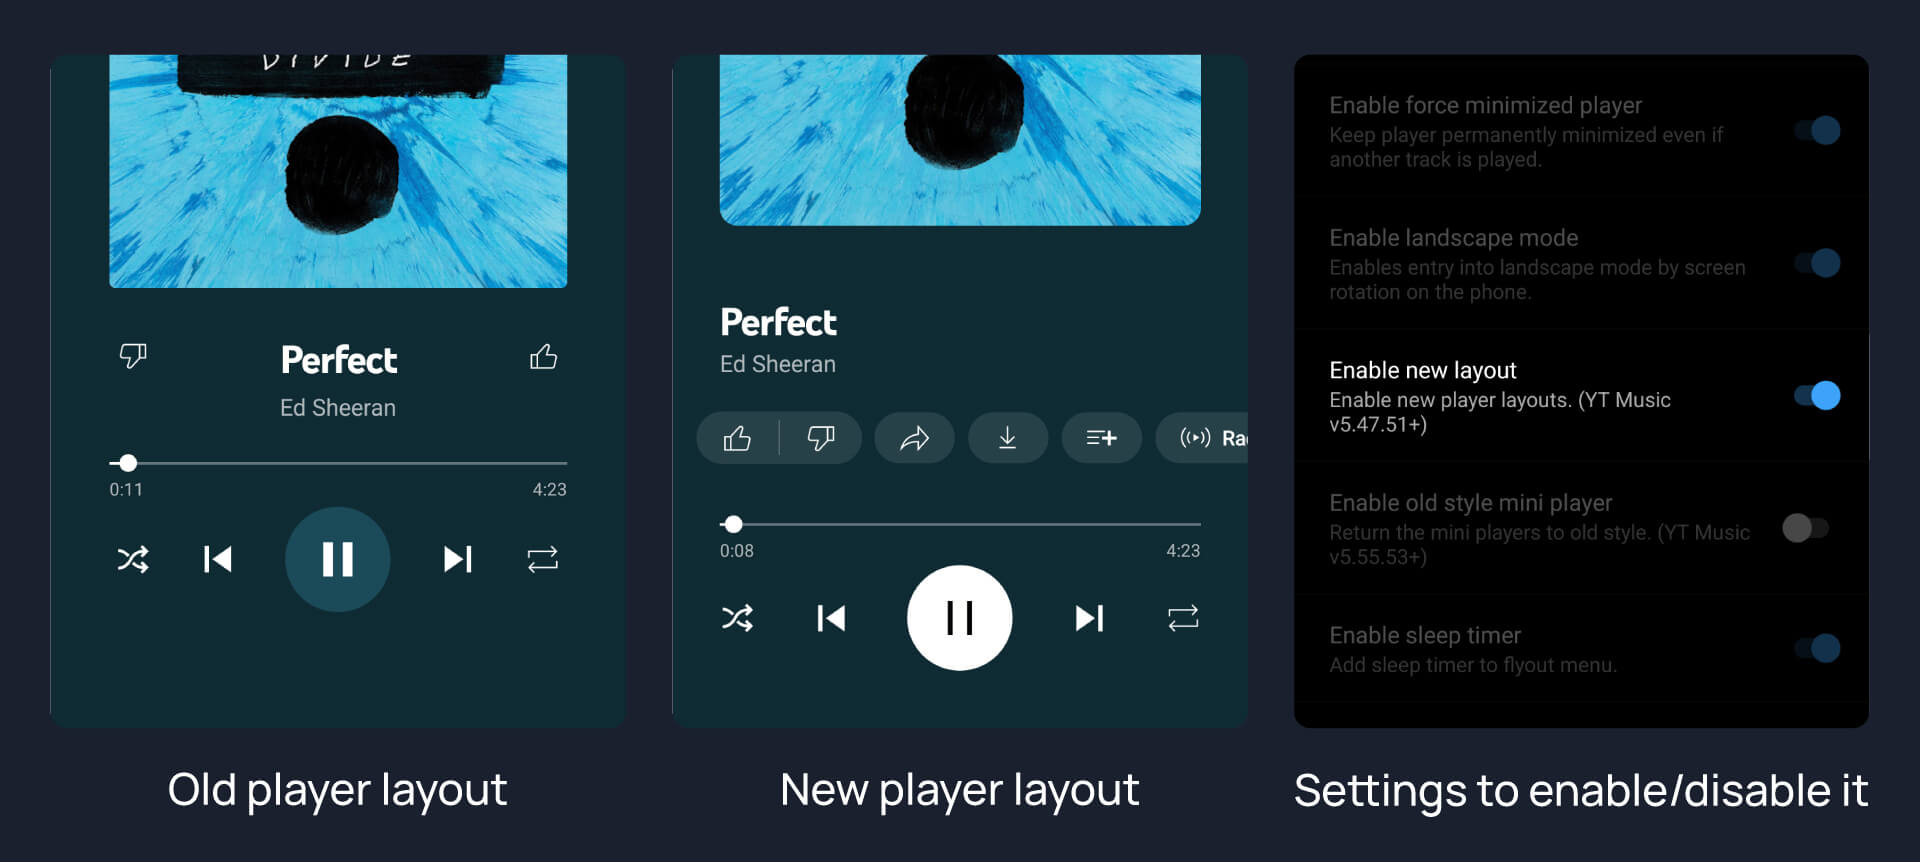 DIVIDE
Perfect
Ed Sheeran
0:11
4:23
Old player layout
Perfect
Ed Sheeran
Rad
0:08
4:23
New player layout
Enable force minimized player
Keep player permanently minimized even if
another track is played.
Enable landscape mode
Enables entry into landscape mode by screen
rotation on the phone.
Enable new layout
Enable new player layouts. (YT Music
v5.47.51+)
Enable old style mini player
Return the mini players to old style. (YT Music
v5.55.53+)
Enable sleep timer
Add sleep timer to flyout menu.
Settings to enable/disable it